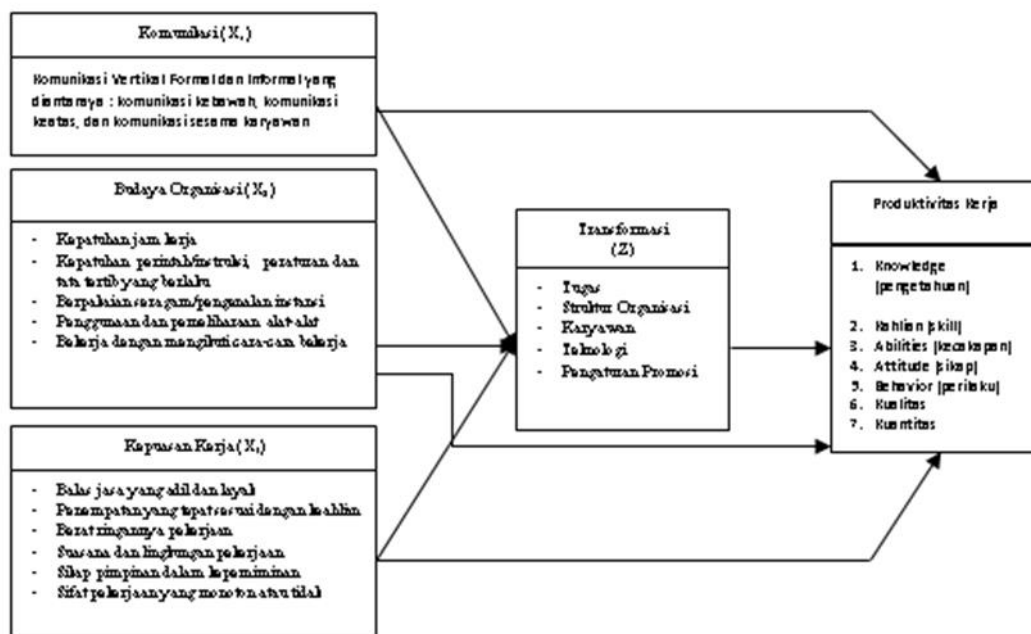 Komunikasi (X₁)
Komunikasi Vertikal Formal dan Informal yang
diantaraya : komunikasi kebawah, komunikasi
keatas, dan komunikasi sesama karyawan
Budaya Organisasi (X₂)
- Kepatuhan jam kerja
- Kepatuhan perintah/instruksi, peraturan dan
tata tertib yang berlaku
- Berpakaian seragam/pengenalan instansi
- Penggunaan dan pemeliharaan alat-alat
- Bekerja dengan mengikuti cara-cara bekerja
Kepuasan Kerja (X₃)
- Balas jasa yang adil dan layak
- Penempatan yang tepat sesuai dengan keahlian
- Berat ringannya pekerjaan
- Suasana dan lingkungan pekerjaan
- Sikap pimpinan dalam kepemiminan
- Sifat pekerjaan yang monoton atau tidak
Transformasi
(Z)
- Tugas
- Struktur Organisasi
- Karyawan
- Teknologi
- Pengaturan Promosi
Produktivitas Kerja
1. Knowledge
(pengetahuan)
2. Kahlian (skill)
3. Abilities (kecakapan)
4. Attitude (sikap)
5. Behavior (perilaku)
6. Kualitas
7. Kuantitas